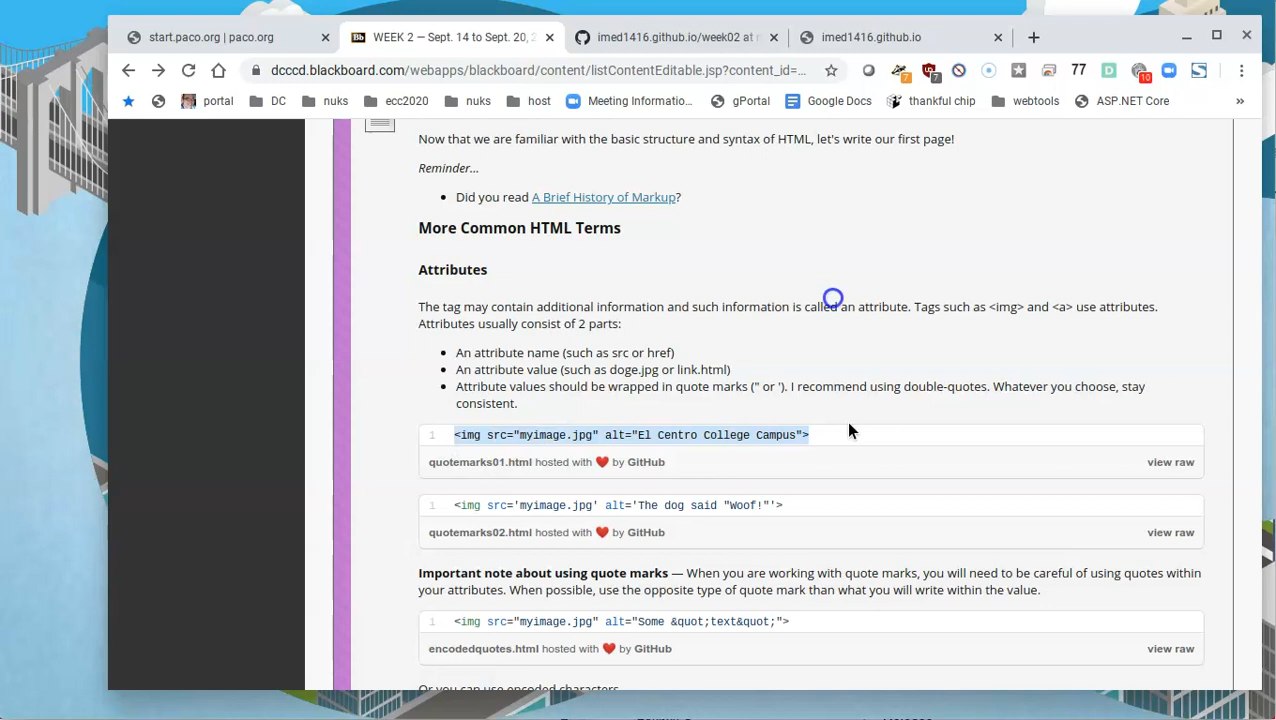 start.paco.org | paco.org
WEEK 2 — Sept. 14 to Sept. 20, 2
imed1416.github.io/week02 at m
imed1416.github.io
dcccd.blackboard.com/webapps/blackboard/content/listContentEditable.jsp?content_id=...
7
7
77
10
portal
DC
nuks
ecc2020
nuks
host
Meeting Informatio...
gPortal
Google Docs
thankful chip
webtools
ASP.NET Core
»
Now that we are familiar with the basic structure and syntax of HTML, let's write our first page!
Reminder...
• Did you read A Brief History of Markup?
More Common HTML Terms
Attributes
The tag may contain additional information and such information is called an attribute. Tags such as <img> and <a> use attributes.
Attributes usually consist of 2 parts:
• An attribute name (such as src or href)
• An attribute value (such as doge.jpg or link.html)
• Attribute values should be wrapped in quote marks (" or '). I recommend using double-quotes. Whatever you choose, stay
consistent.
1 <img src="myimage.jpg" alt="El Centro College Campus">
quotemarks01.html hosted with ❤ by GitHub view raw
1 <img src='myimage.jpg' alt='The dog said "Woof!"'>
quotemarks02.html hosted with ❤ by GitHub view raw
Important note about using quote marks — When you are working with quote marks, you will need to be careful of using quotes within
your attributes. When possible, use the opposite type of quote mark than what you will write within the value.
1 <img src="myimage.jpg" alt="Some &quot;text&quot;">
encodedquotes.html hosted with ❤ by GitHub view raw
Or you can use encoded characters